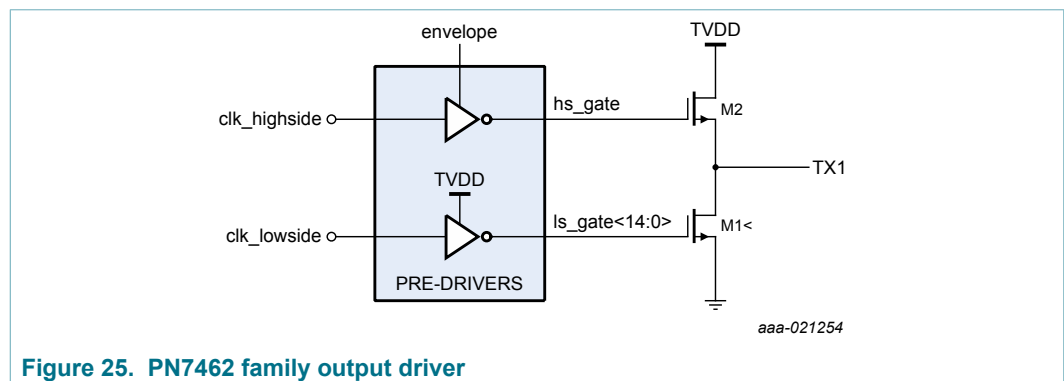 envelope
TVDD
clk_highside
hs_gate
M2
TVDD
TX1
clk_lowside
ls_gate<14:0>
M1<
PRE-DRIVERS
aaa-021254
Figure 25. PN7462 family output driver